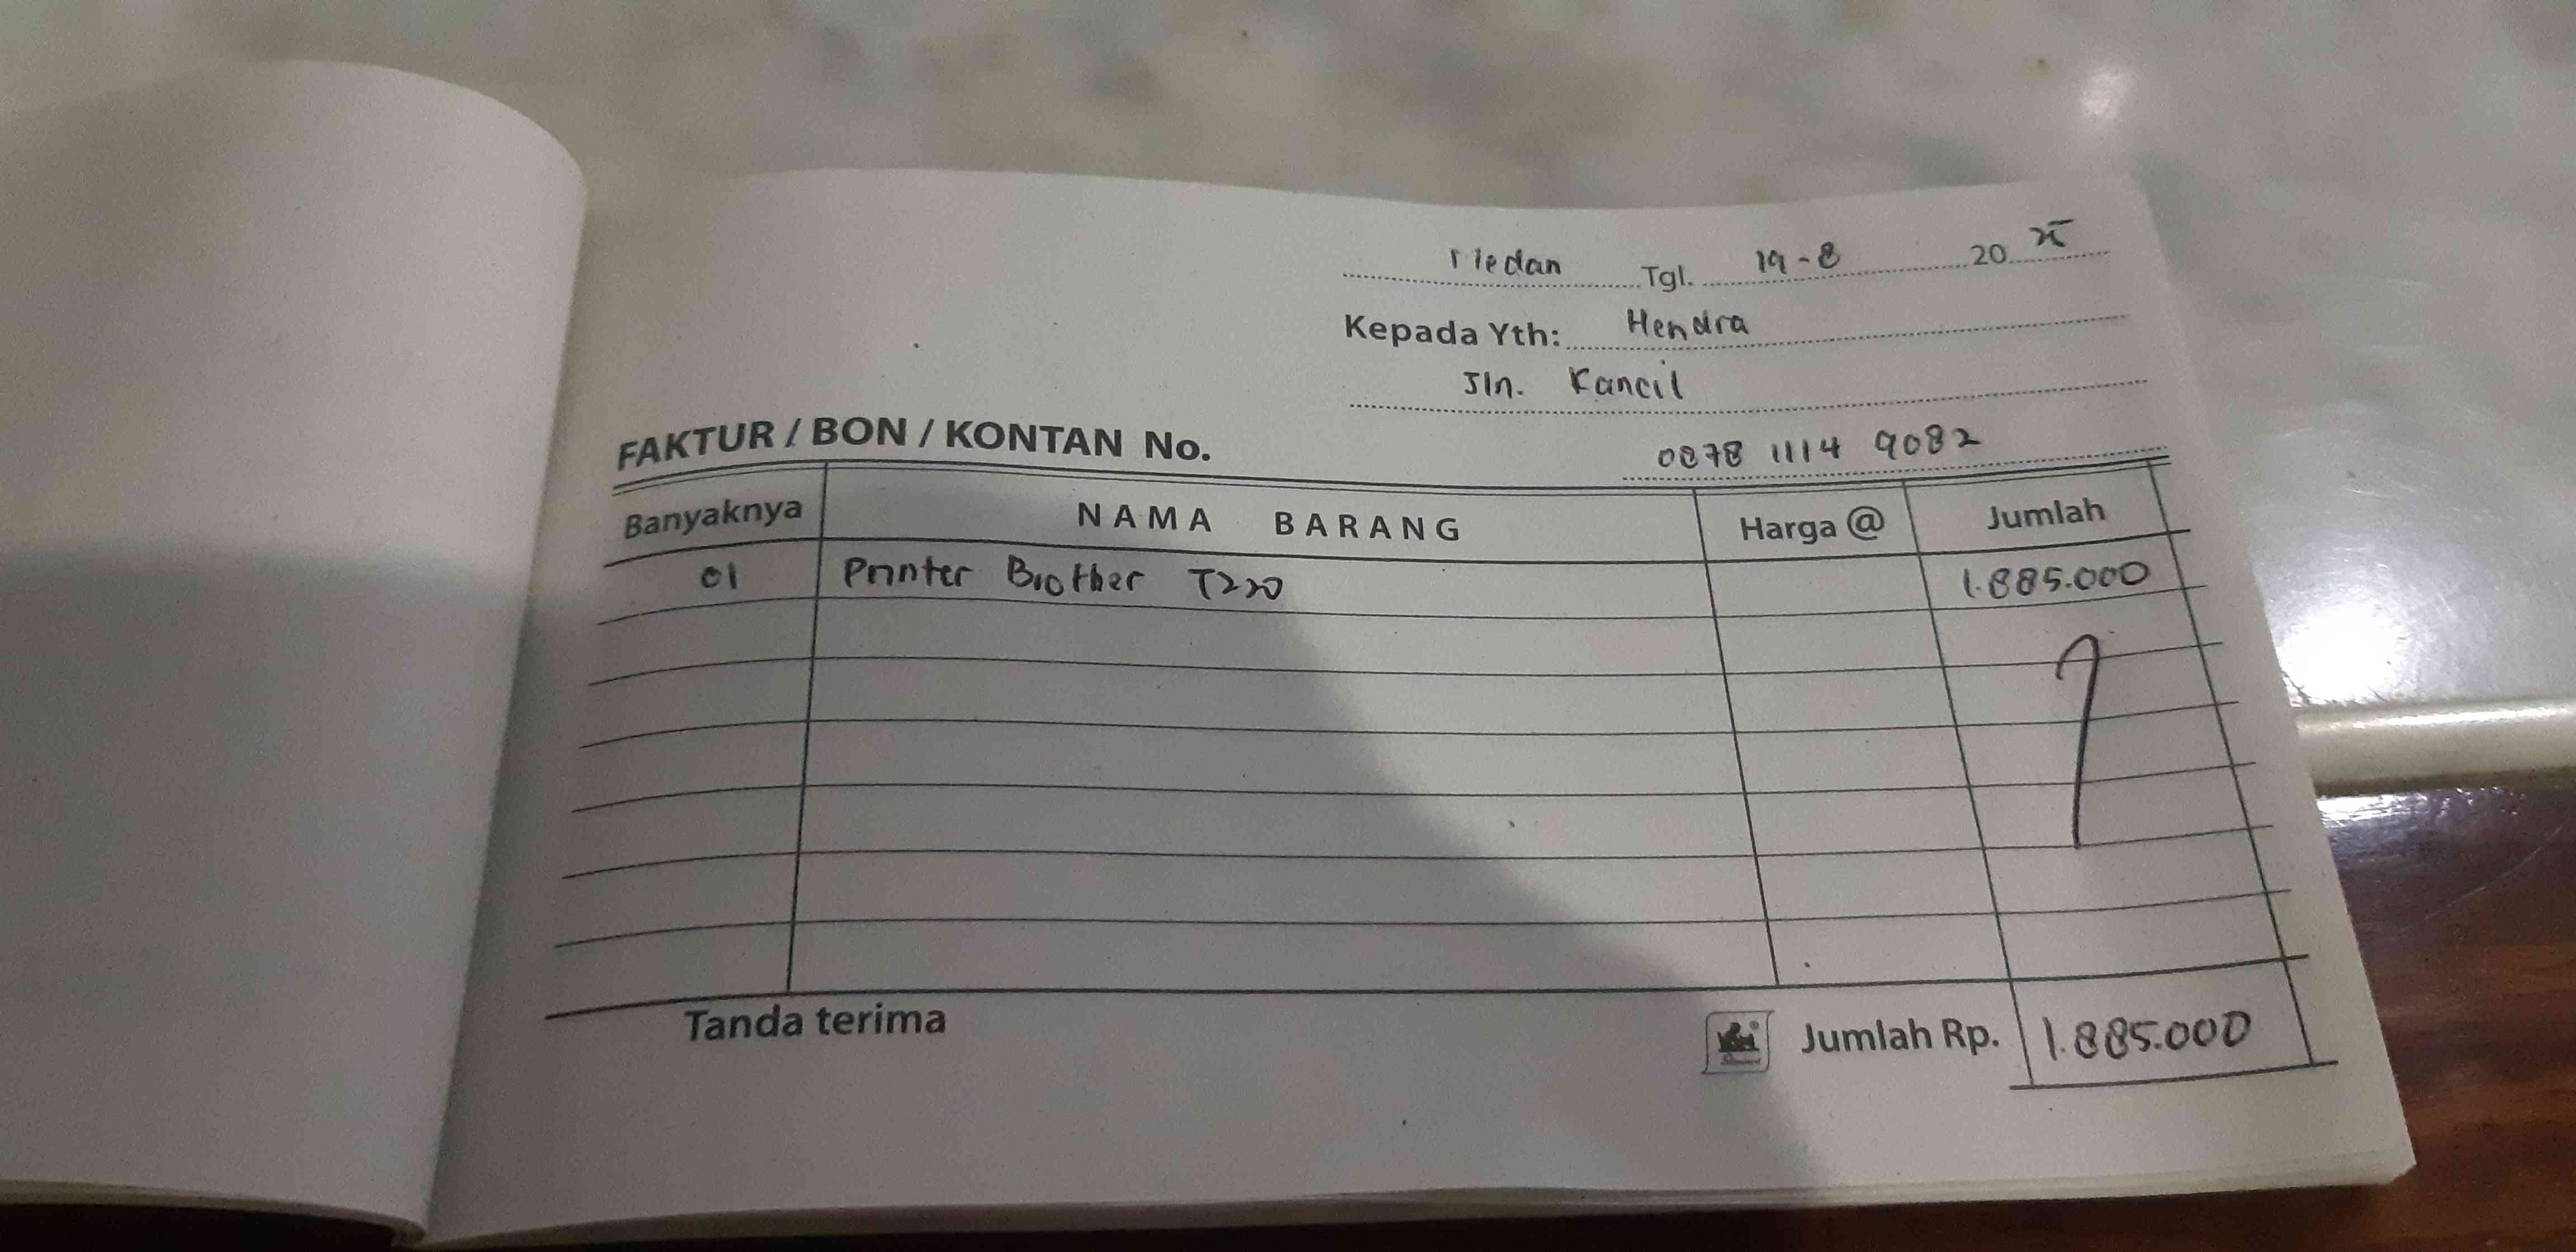 Medan Tgl. 19-8 20 25
Kepada Yth: Hendra
Jln. Kancil
FAKTUR / BON / KONTAN No.
0878 1114 9082
Banyaknya NAMA BARANG Harga @ Jumlah
01 Printer Brother T220 1.885.000
Tanda terima Jumlah Rp. 1.885.000